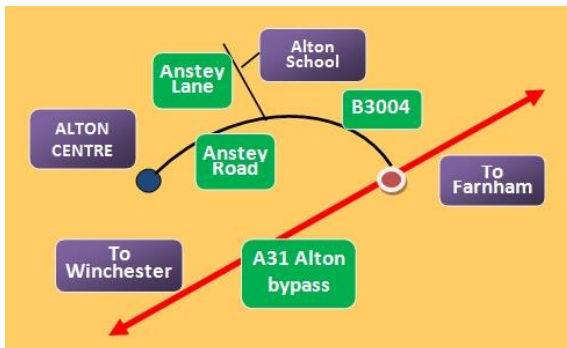 Alton
School
Anstey
Lane
B3004
ALTON
CENTRE
Anstey
Road
To
Farnham
To
Winchester
A31 Alton
bypass